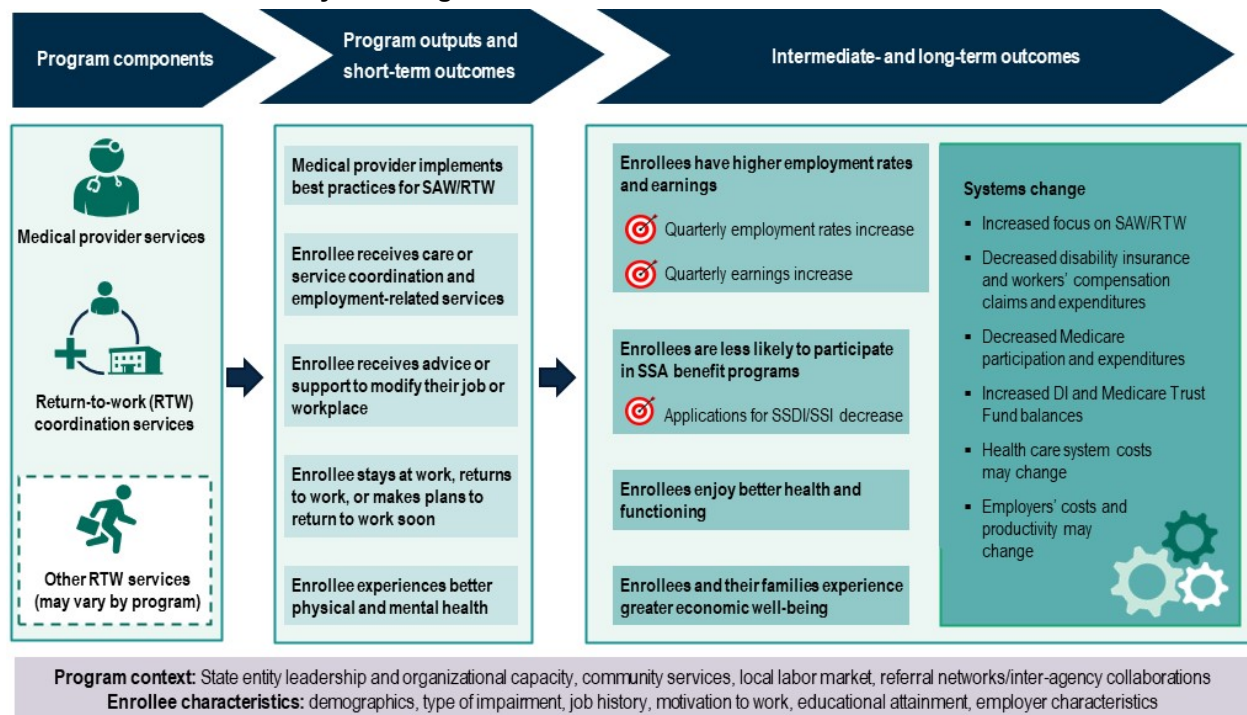 Program components
Program outputs and
short-term outcomes
Intermediate- and long-term outcomes
Medical provider services
Return-to-work (RTW)
coordination services
Other RTW services
(may vary by program)
Medical provider implements
best practices for SAW/RTW
Enrollee receives care or
service coordination and
employment-related services
Enrollee receives advice or
support to modify their job or
workplace
Enrollee stays at work, returns
to work, or makes plans to
return to work soon
Enrollee experiences better
physical and mental health
Enrollees have higher employment rates
and earnings
Quarterly employment rates increase
Quarterly earnings increase
Enrollees are less likely to participate
in SSA benefit programs
Applications for SSDI/SSI decrease
Enrollees enjoy better health and
functioning
Enrollees and their families experience
greater economic well-being
Systems change
▪ Increased focus on SAW/RTW
▪ Decreased disability insurance
and workers’ compensation
claims and expenditures
▪ Decreased Medicare
participation and expenditures
▪ Increased DI and Medicare Trust
Fund balances
▪ Health care system costs
may change
▪ Employers’ costs and
productivity may
change
Program context: State entity leadership and organizational capacity, community services, local labor market, referral networks/inter-agency collaborations
Enrollee characteristics: demographics, type of impairment, job history, motivation to work, educational attainment, employer characteristics